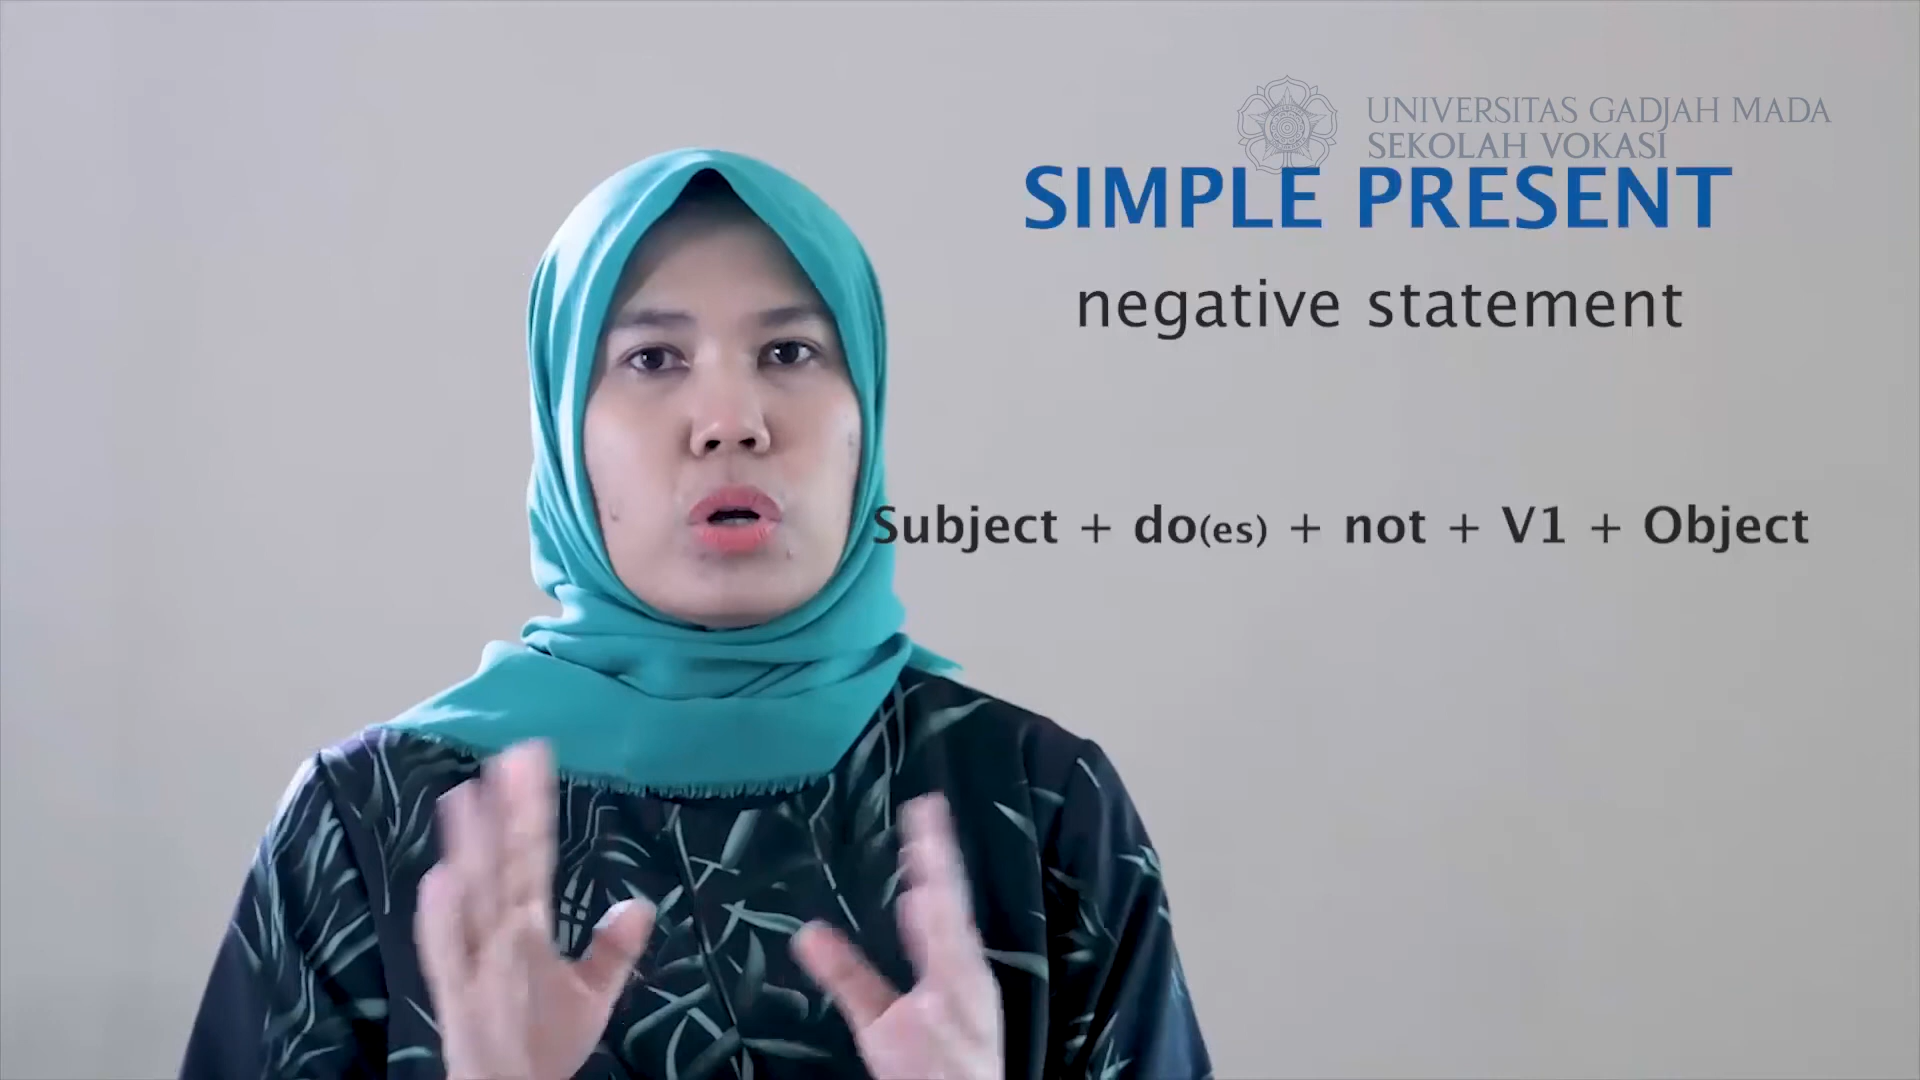 UNIVERSITAS GADJAH MADA
SEKOLAH VOKASI
SIMPLE PRESENT
negative statement
Subject + do(es) + not + V1 + Object